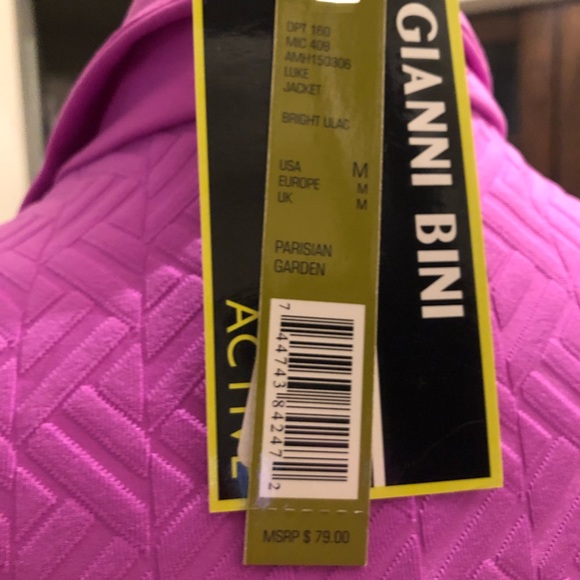 GIANNI BINI
ACTIVE
DPT 160
MIC 409
AMH150306
LUKE
JACKET
BRIGHT LILAC
USA M
EUROPE M
UK M
PARISIAN
GARDEN
7 44743 84247 2
MSRP $ 79.00